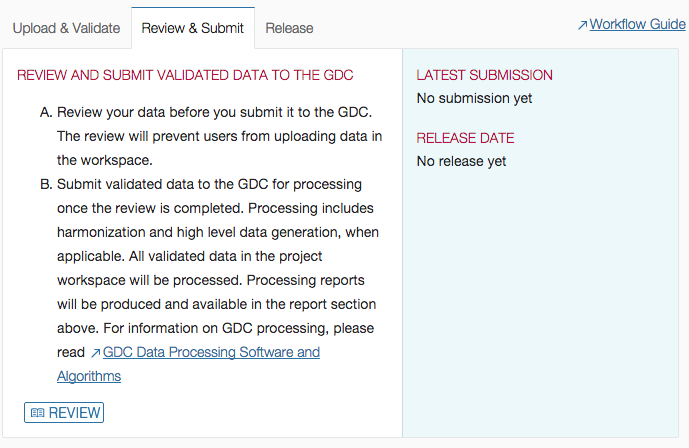 Upload & Validate
Review & Submit
Release
Workflow Guide
REVIEW AND SUBMIT VALIDATED DATA TO THE GDC
A. Review your data before you submit it to the GDC.
The review will prevent users from uploading data in
the workspace.
B. Submit validated data to the GDC for processing
once the review is completed. Processing includes
harmonization and high level data generation, when
applicable. All validated data in the project
workspace will be processed. Processing reports
will be produced and available in the report section
above. For information on GDC processing, please
read GDC Data Processing Software and
Algorithms
REVIEW
LATEST SUBMISSION
No submission yet
RELEASE DATE
No release yet